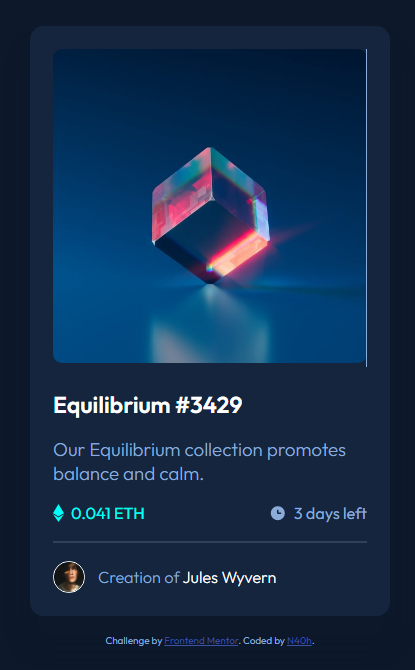 Equilibrium #3429
Our Equilibrium collection promotes
balance and calm.
0.041 ETH 3 days left
Creation of Jules Wyvern
Challenge by Frontend Mentor. Coded by N40h.